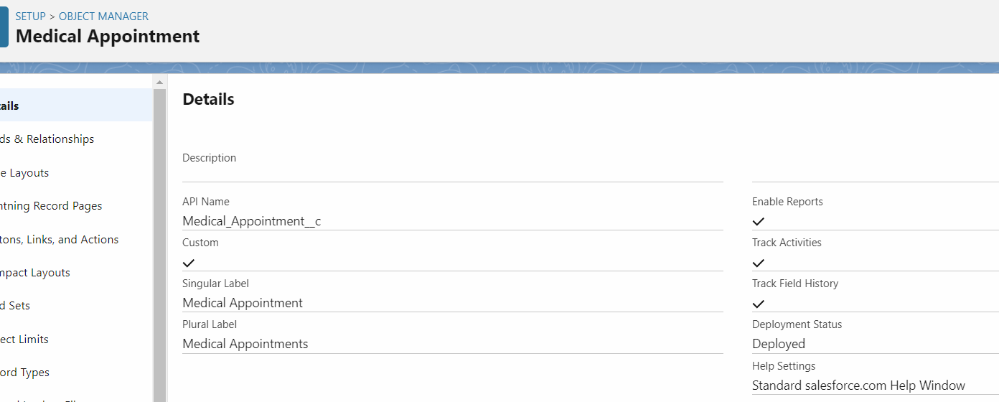 SETUP > OBJECT MANAGER
Medical Appointment
ails
ds & Relationships
e Layouts
ntning Record Pages
tons, Links, and Actions
mpact Layouts
d Sets
ect Limits
ord Types
Details
Description
API Name
Medical_Appointment__c
Custom
Singular Label
Medical Appointment
Plural Label
Medical Appointments
Enable Reports
Track Activities
Track Field History
Deployment Status
Deployed
Help Settings
Standard salesforce.com Help Window